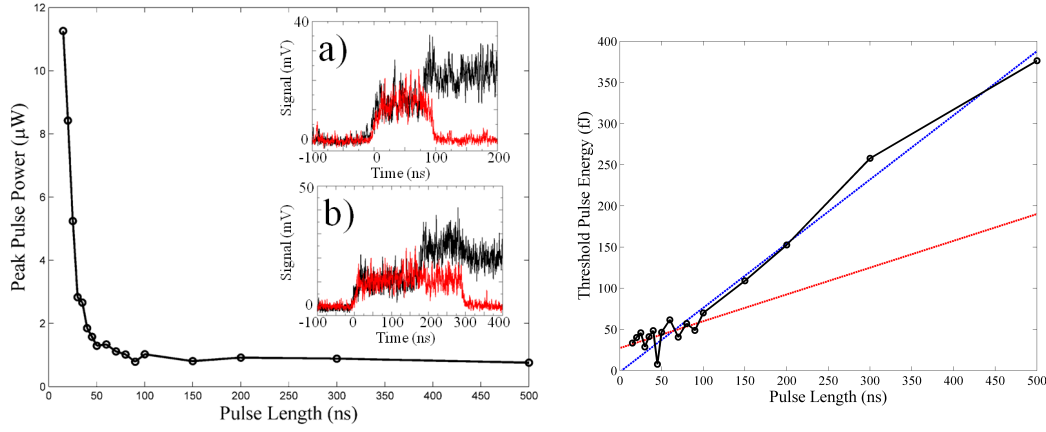 12
10
8
6
4
2
0
Peak Pulse Power (μW)
0 50 100 150 200 250 300 350 400 450 500
Pulse Length (ns)
a)
40
0
Signal (mV)
-100 0 100 200
Time (ns)
b)
50
0
Signal (mV)
-100 0 100 200 300 400
Time (ns)
400
350
300
250
200
150
100
50
0
Threshold Pulse Energy (fJ)
0 50 100 150 200 250 300 350 400 450 500
Pulse Length (ns)